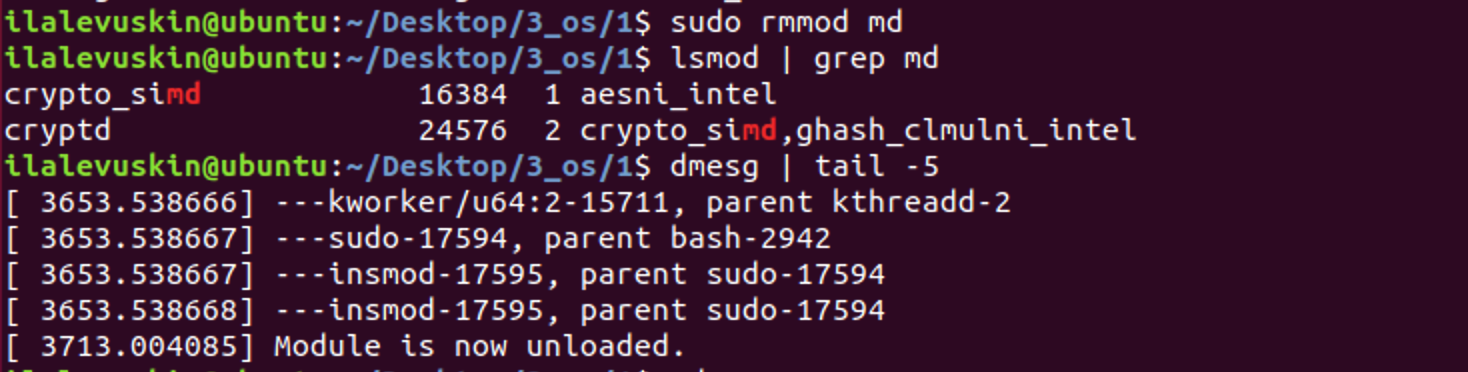 ilalevuskin@ubuntu:~/Desktop/3_os/1$ sudo rmmod md
ilalevuskin@ubuntu:~/Desktop/3_os/1$ lsmod | grep md
crypto_simd            16384  1 aesni_intel
cryptd                 24576  2 crypto_simd,ghash_clmulni_intel
ilalevuskin@ubuntu:~/Desktop/3_os/1$ dmesg | tail -5
[ 3653.538666] ---kworker/u64:2-15711, parent kthreadd-2
[ 3653.538667] ---sudo-17594, parent bash-2942
[ 3653.538667] ---insmod-17595, parent sudo-17594
[ 3653.538668] ---insmod-17595, parent sudo-17594
[ 3713.004085] Module is now unloaded.